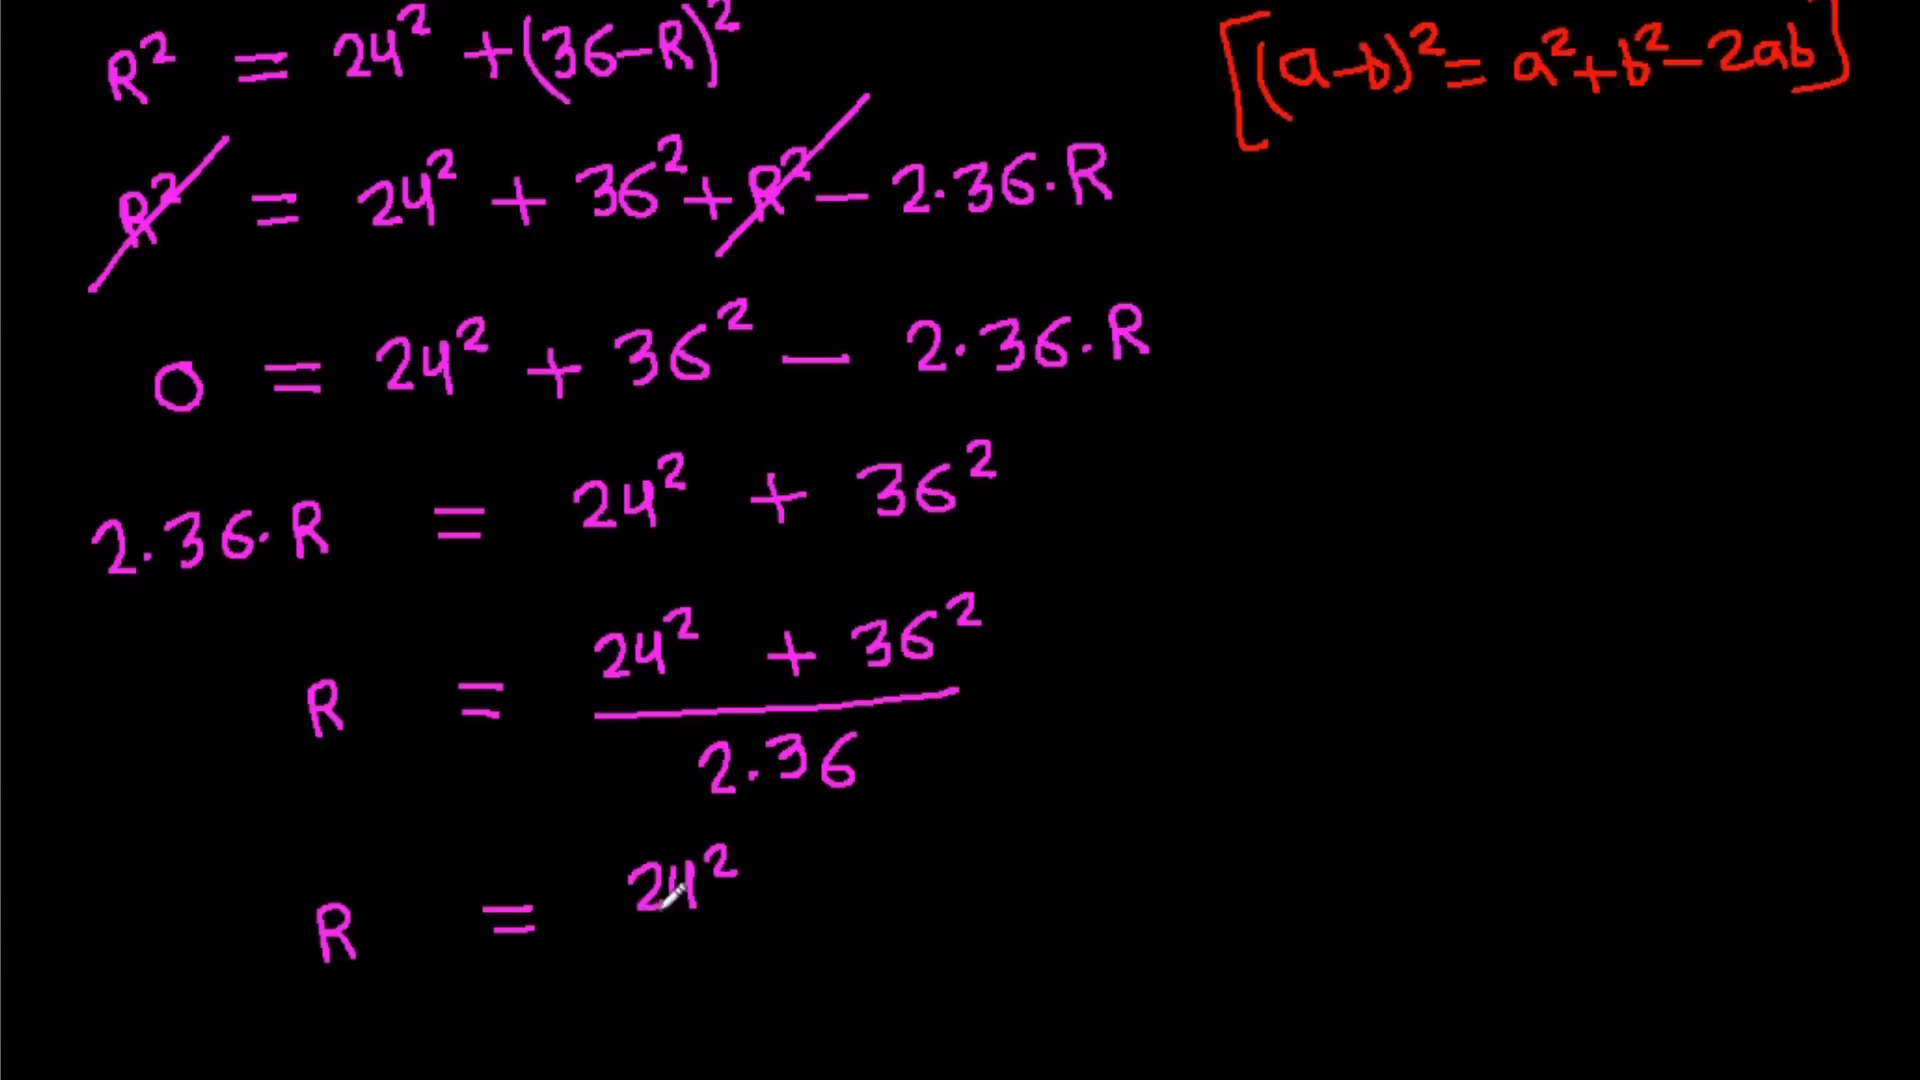 R² = 24² + (36-R)²
[(a-b)² = a² + b² - 2ab]
R² = 24² + 36² + R² - 2.36.R
0 = 24² + 36² - 2.36.R
2.36.R = 24² + 36²
R = 24² + 36²
2.36
R = 24²